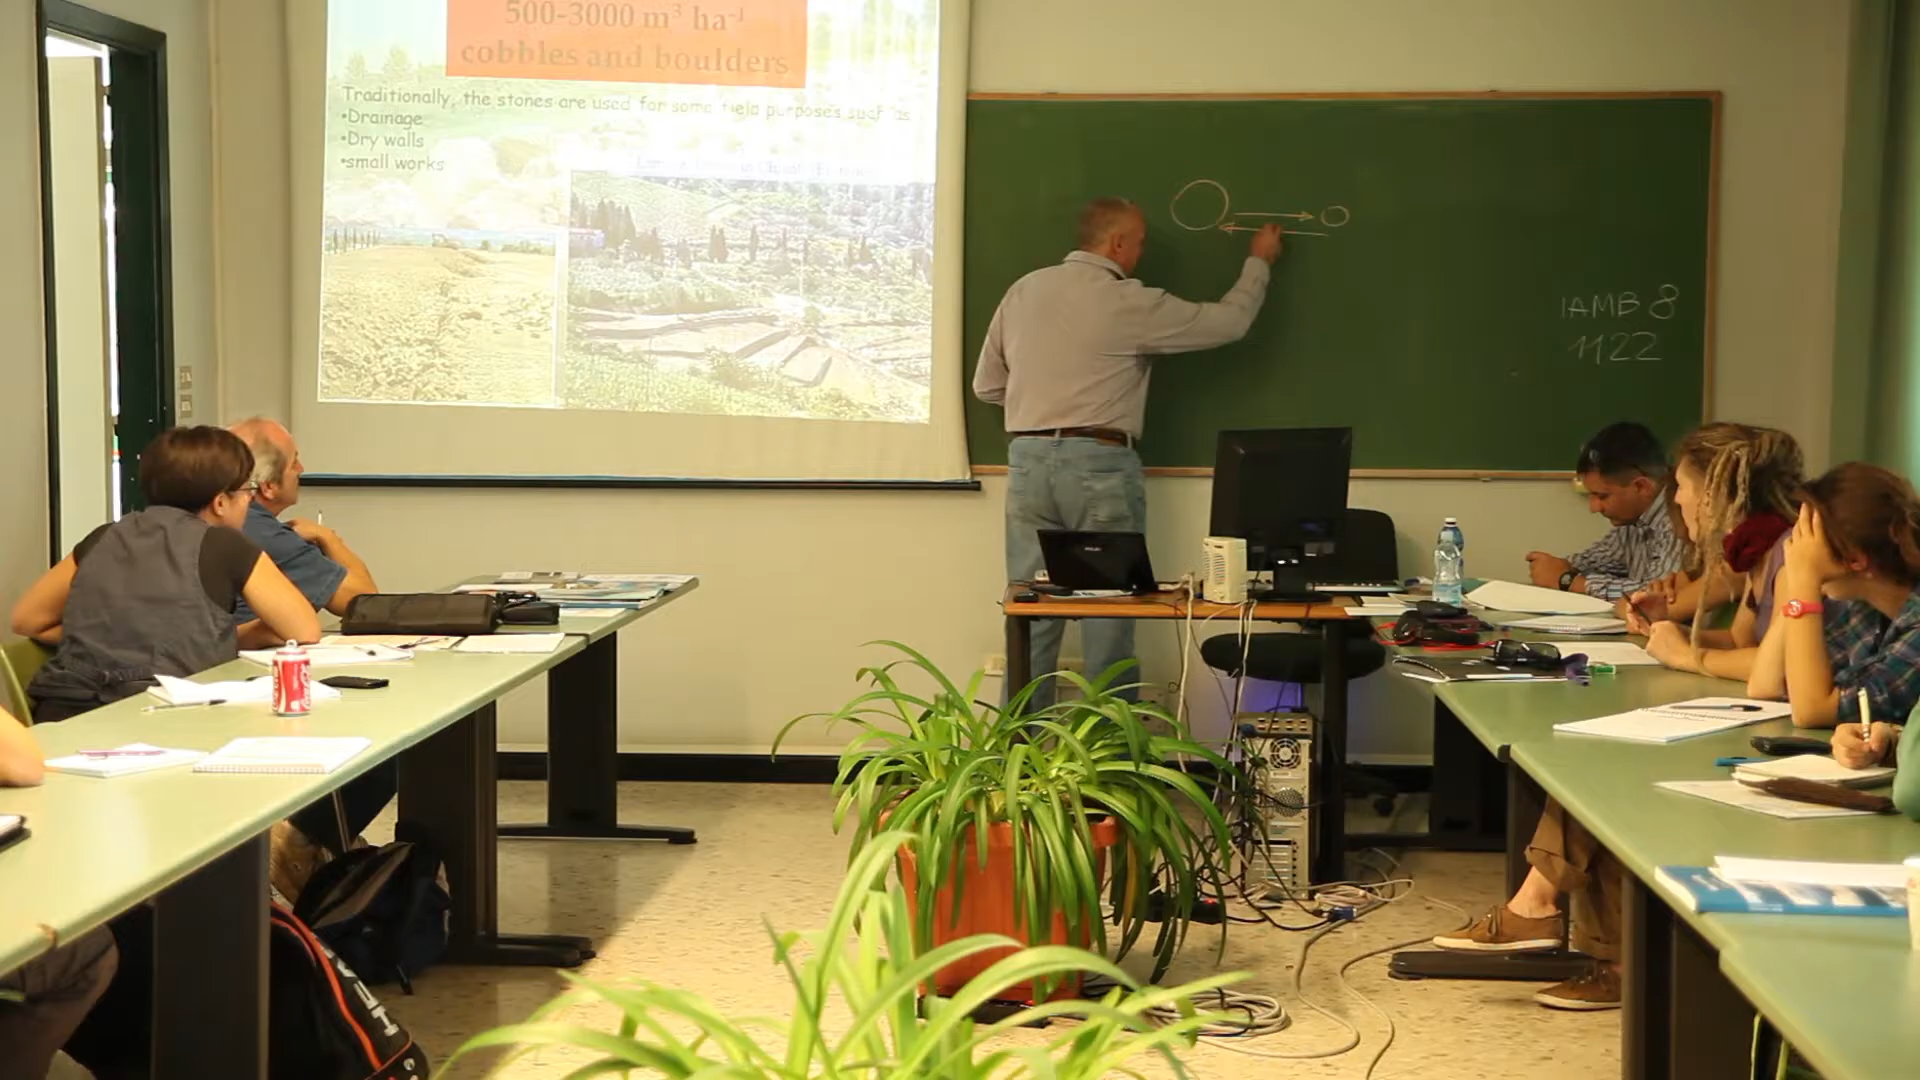 500-3000 m³ ha⁻¹
cobbles and boulders
Traditionally, the stones are used for some field purposes such as
•Drainage
•Dry walls
•small works
IAMB 8
1122